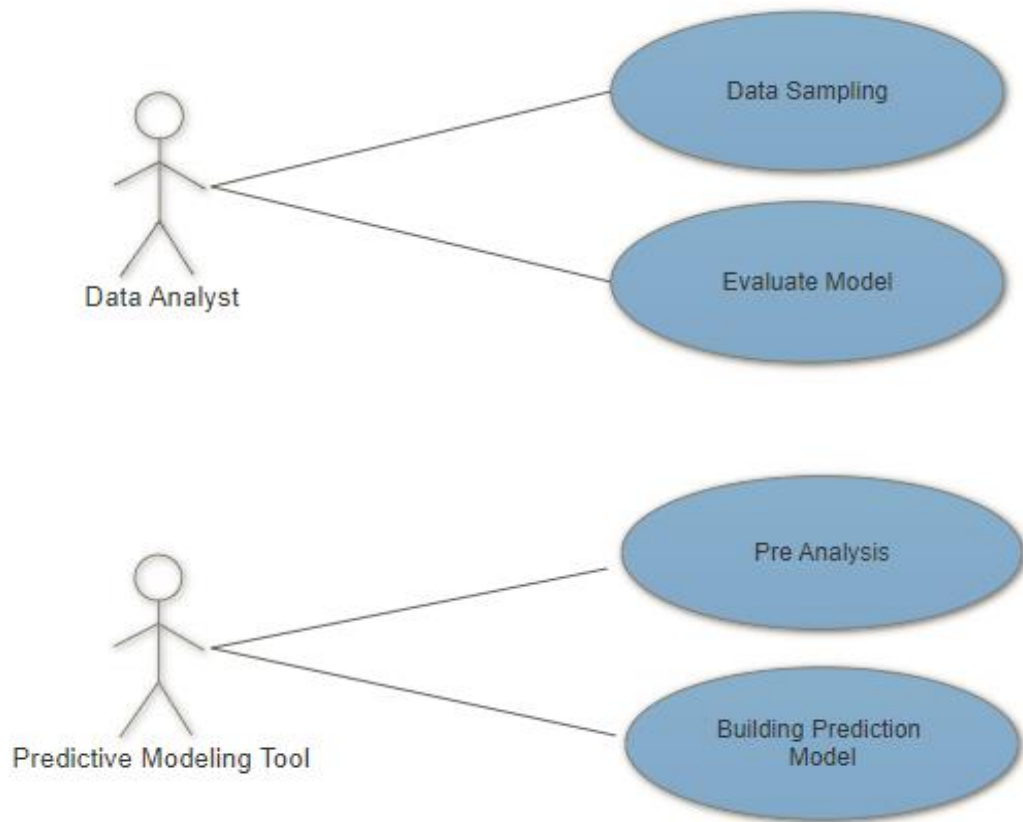 Data Sampling
Evaluate Model
Data Analyst
Pre Analysis
Building Prediction
Model
Predictive Modeling Tool